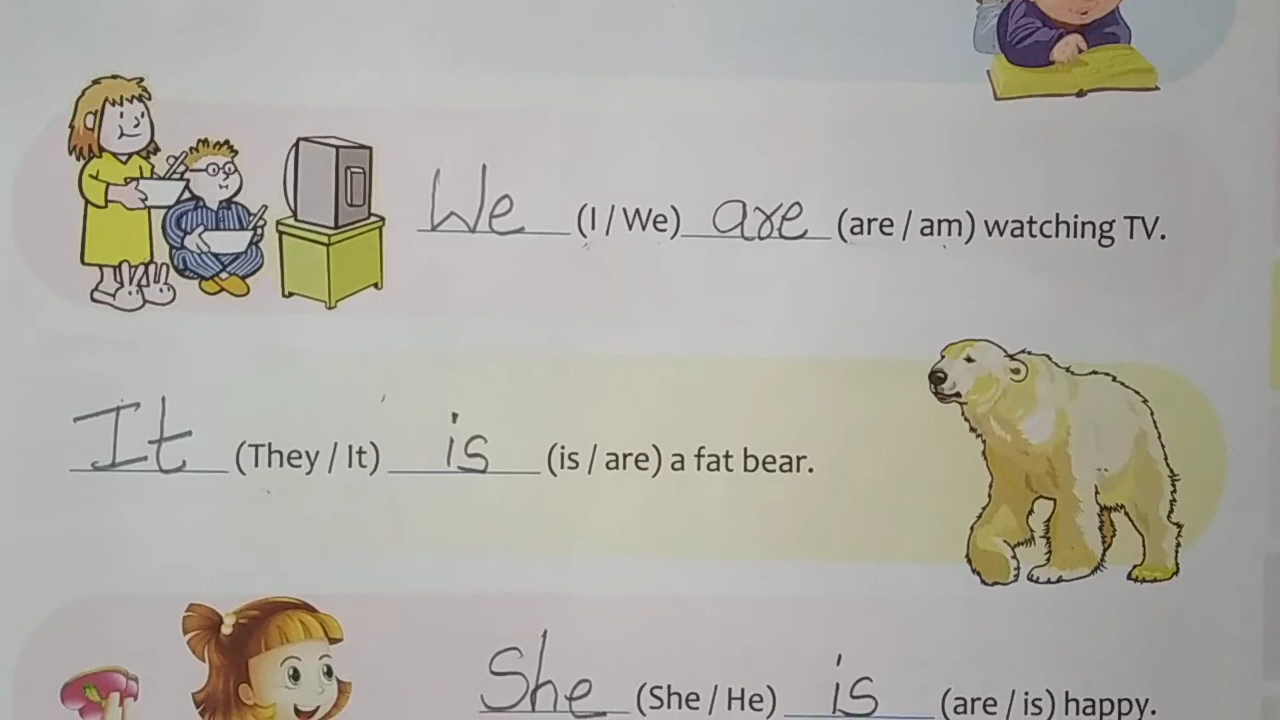 We (I / We) are (are / am) watching TV.
It (They / It) is (is / are) a fat bear.
She (She / He) is (are / is) happy.